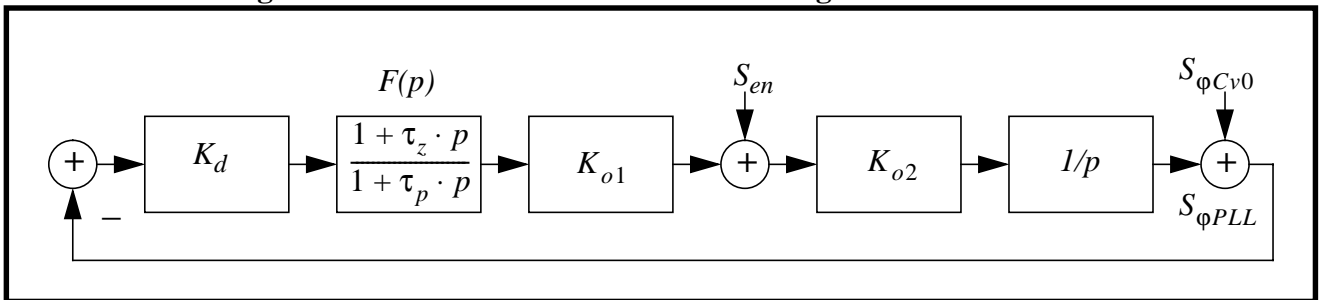 F(p)
S_en
S_φCv0
+
K_d
1 + τ_z · p
1 + τ_p · p
K_o1
+
K_o2
1/p
+
−
S_φPLL